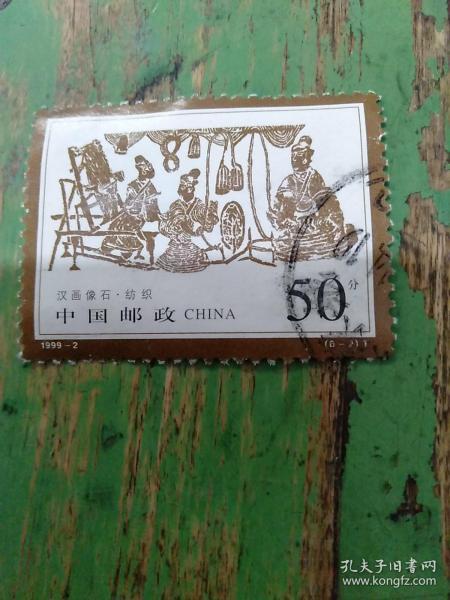 汉画像石·纺织
50分
中国邮政 CHINA
1999-2
(6-2)T
孔夫子旧书网
www.kongfz.com